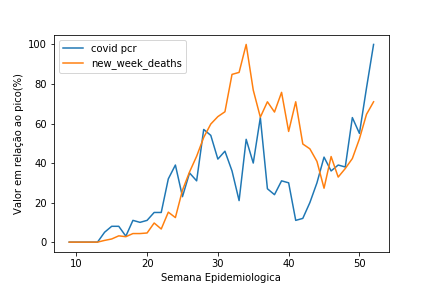 covid pcr
new_week_deaths
Valor em relação ao pico(%)
100
80
60
40
20
0
10
20
30
40
50
Semana Epidemiologica